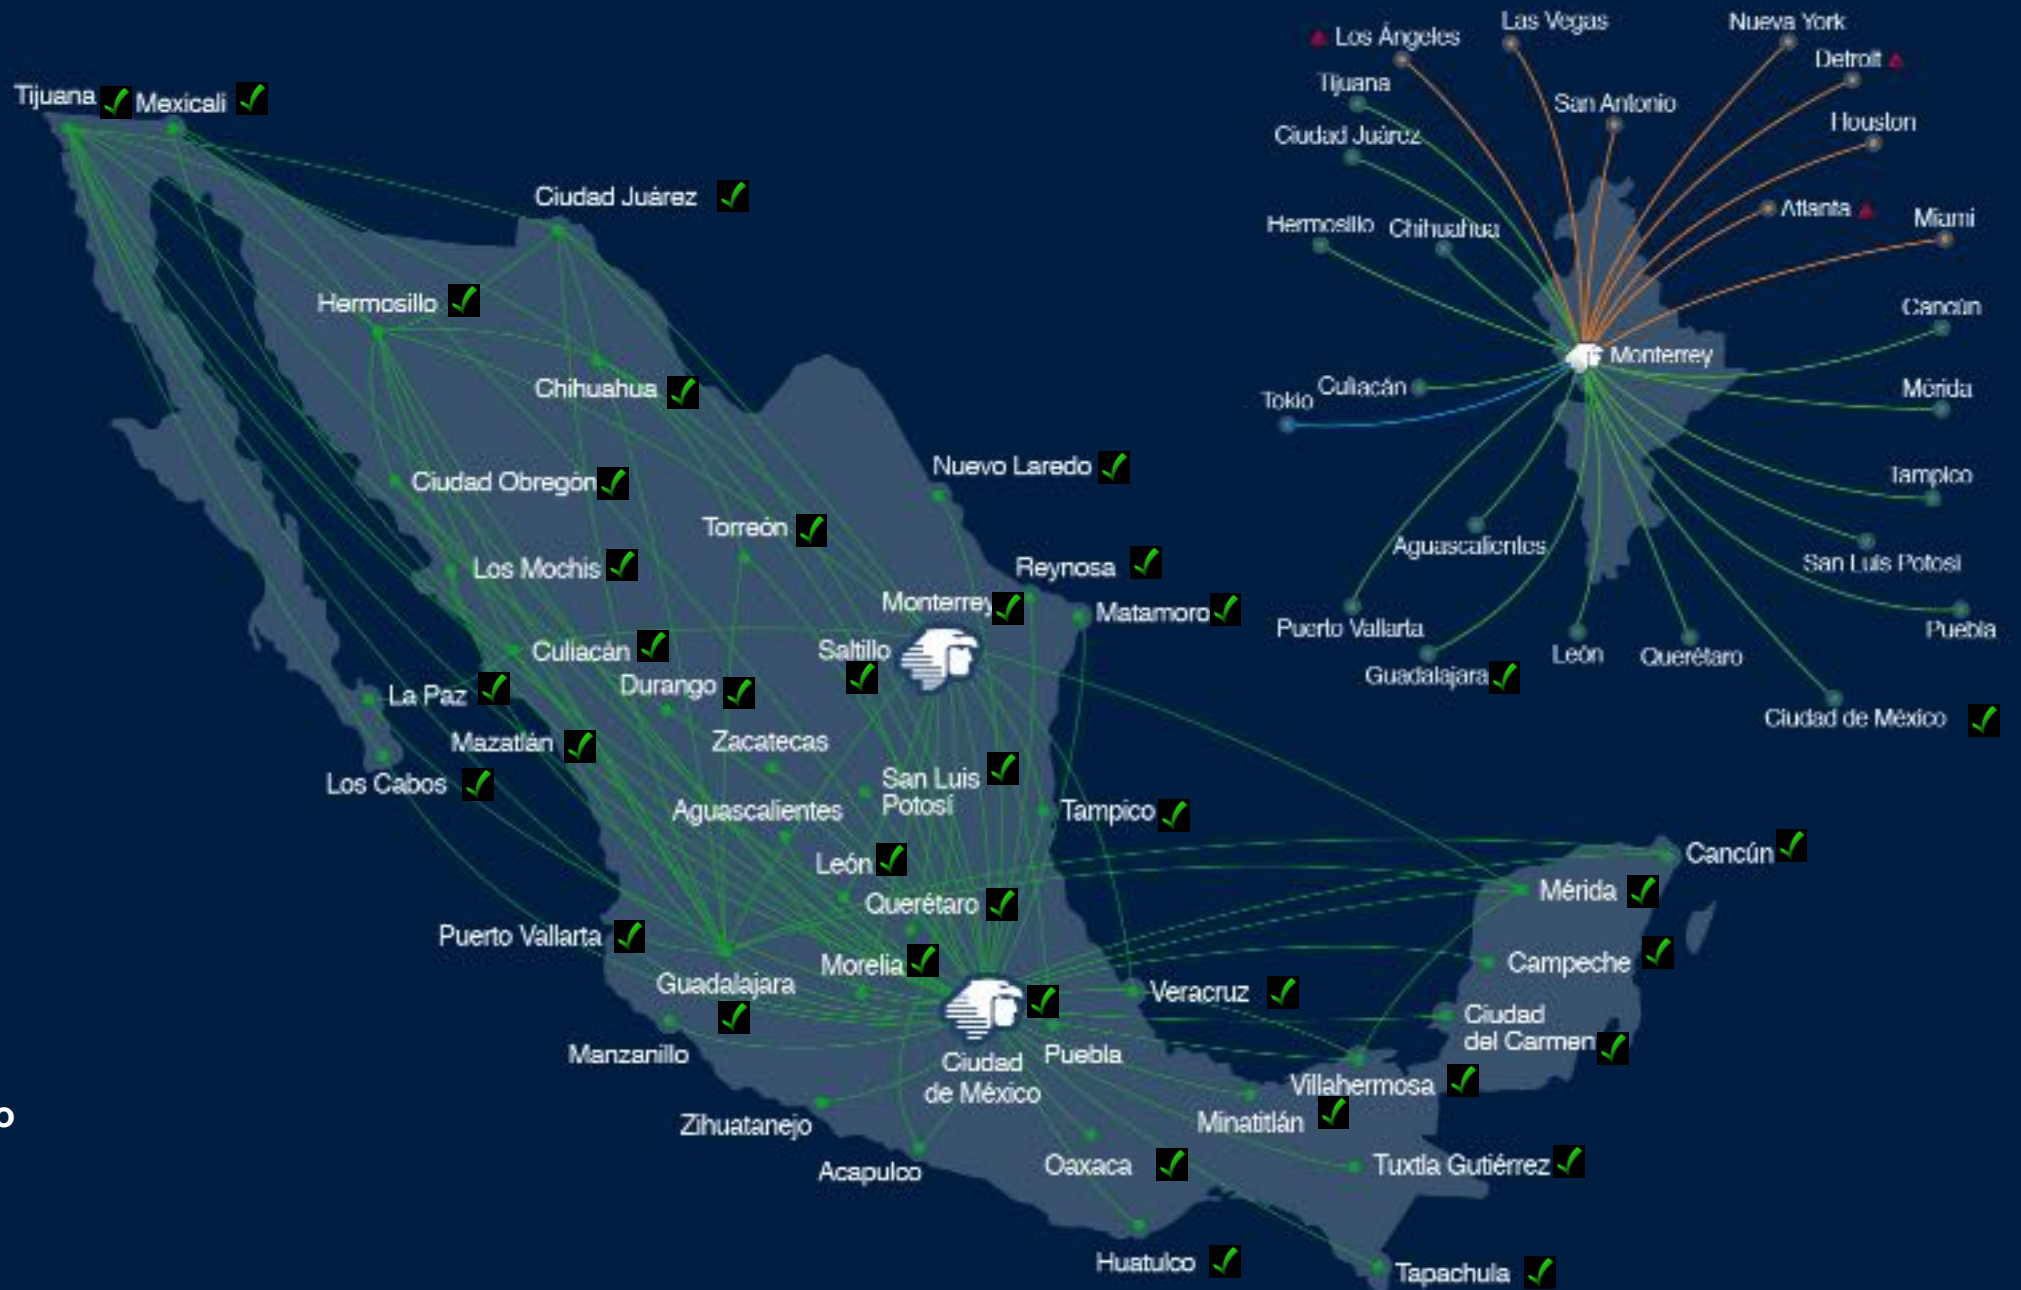 Tijuana
Mexicali
Ciudad Juárez
Hermosillo
Chihuahua
Ciudad Obregón
Nuevo Laredo
Torreón
Los Mochis
Reynosa
Monterrey
Matamoro
Culiacán
Saltillo
Durango
La Paz
Mazatlán
Zacatecas
Los Cabos
San Luis
Potosí
Aguascalientes
Tampico
León
Cancún
Mérida
Querétaro
Puerto Vallarta
Morelia
Campeche
Guadalajara
Veracruz
Ciudad
del Carmen
Manzanillo
Ciudad
de México
Puebla
Villahermosa
o
Zihuatanejo
Minatitlán
Acapulco
Oaxaca
Tuxtla Gutiérrez
Huatulco
Tapachula
Los Ángeles
Las Vegas
Nueva York
Detroit
Tijuana
San Antonio
Houston
Ciudad Juárez
Atlanta
Miami
Hermosillo
Chihuahua
Cancún
Monterrey
Culiacán
Tokio
Mérida
Tampico
Aguascalientes
San Luis Potosí
Puerto Vallarta
León
Querétaro
Puebla
Guadalajara
Ciudad de México